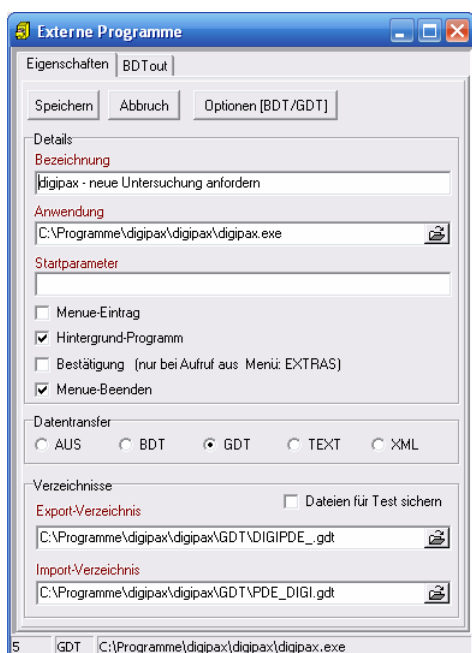 Externe Programme
Eigenschaften BDTout
Speichern Abbruch Optionen [BDT/GDT]
Details
Bezeichnung
digipax - neue Untersuchung anfordern
Anwendung
C:\Programme\digipax\digipax\digipax.exe
Startparameter
Menue-Eintrag
Hintergrund-Programm
Bestätigung (nur bei Aufruf aus Menü: EXTRAS)
Menue-Beenden
Datentransfer
AUS BDT GDT TEXT XML
Verzeichnisse
Dateien für Test sichern
Export-Verzeichnis
C:\Programme\digipax\digipax\GDT\DIGIPDE_.gdt
Import-Verzeichnis
C:\Programme\digipax\digipax\GDT\PDE_DIGI.gdt
5 GDT C:\Programme\digipax\digipax\digipax.exe